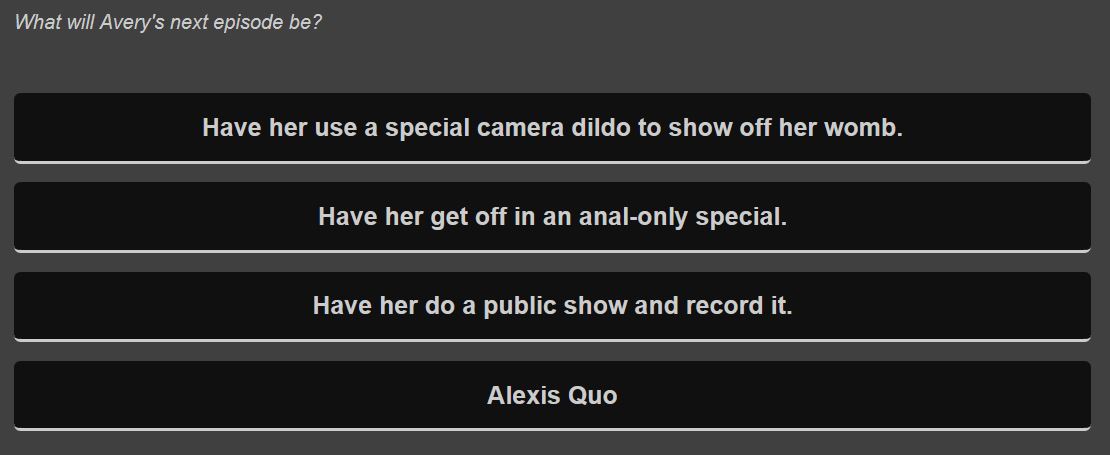 What will Avery's next episode be?
Have her use a special camera dildo to show off her womb.
Have her get off in an anal-only special.
Have her do a public show and record it.
Alexis Quo